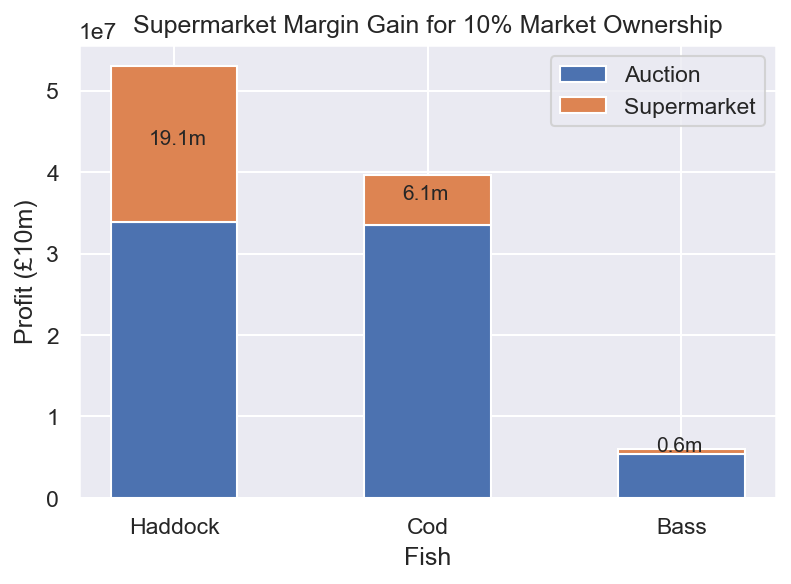 Supermarket Margin Gain for 10% Market Ownership
1e7
Auction
Supermarket
5
4
3
2
1
0
Profit (£10m)
19.1m
6.1m
0.6m
Haddock
Cod
Bass
Fish